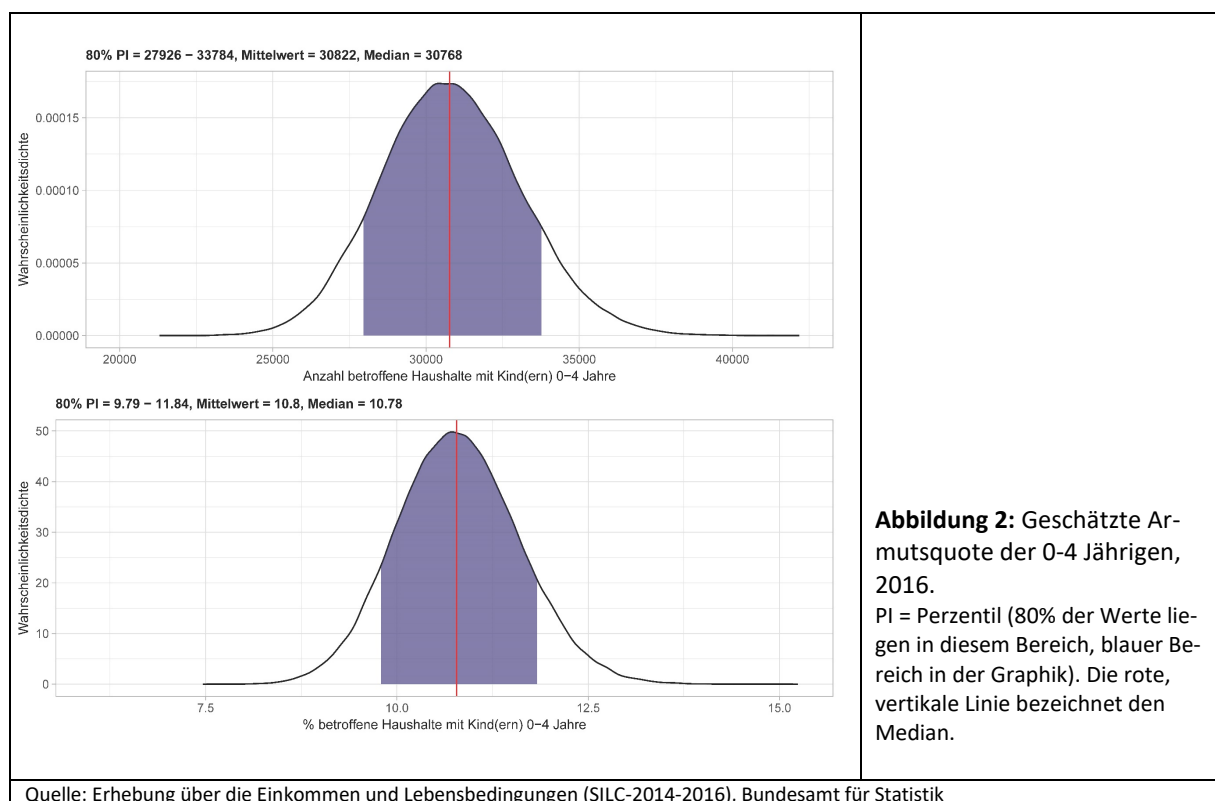 80% PI = 27926 − 33784, Mittelwert = 30822, Median = 30768
Wahrscheinlichkeitsdichte
0.00015
0.00010
0.00005
0.00000
20000 25000 30000 35000 40000
Anzahl betroffene Haushalte mit Kind(ern) 0−4 Jahre
80% PI = 9.79 − 11.84, Mittelwert = 10.8, Median = 10.78
Wahrscheinlichkeitsdichte
50
40
30
20
10
0
7.5 10.0 12.5 15.0
% betroffene Haushalte mit Kind(ern) 0−4 Jahre
Abbildung 2: Geschätzte Ar-
mutsquote der 0-4 Jährigen,
2016.
PI = Perzentil (80% der Werte lie-
gen in diesem Bereich, blauer Be-
reich in der Graphik). Die rote,
vertikale Linie bezeichnet den
Median.
Quelle: Erhebung über die Einkommen und Lebensbedingungen (SILC-2014-2016), Bundesamt für Statistik